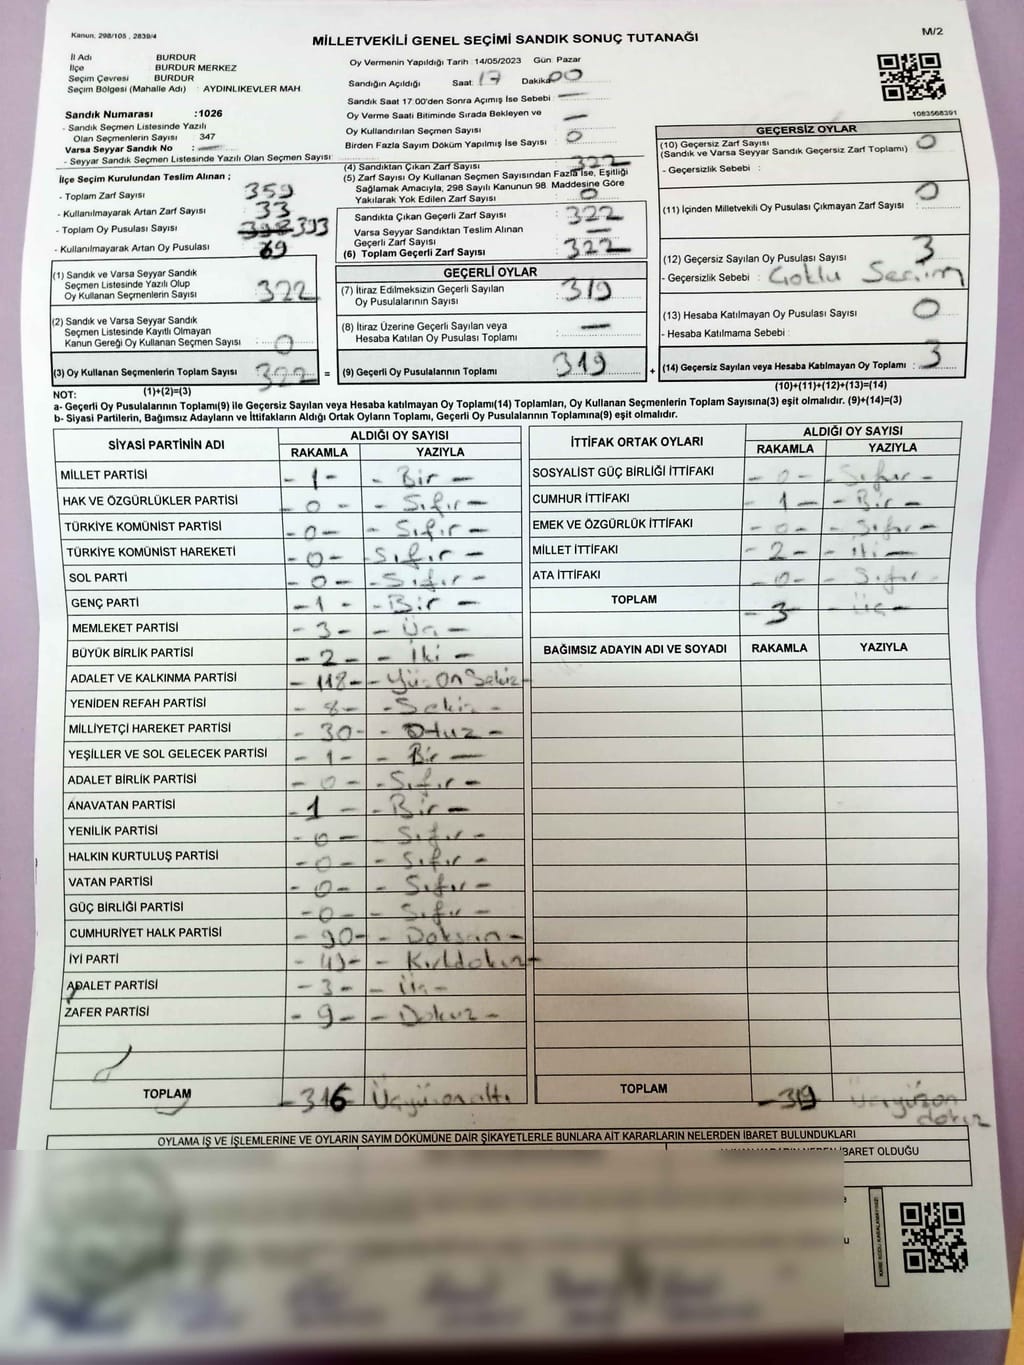 Kanun. 298/105 , 2839/4
MİLLETVEKİLİ GENEL SEÇİMİ SANDIK SONUÇ TUTANAĞI
M/2
İl Adı BURDUR
İlçe BURDUR MERKEZ
Seçim Çevresi BURDUR
Seçim Bölgesi (Mahalle Adı) : AYDINLIKEVLER MAH
Sandık Numarası :1026
- Sandık Seçmen Listesinde Yazılı
Olan Seçmenlerin Sayısı 347
Varsa Seyyar Sandık No : —
- Seyyar Sandık Seçmen Listesinde Yazılı Olan Seçmen Sayısı:
Oy Vermenin Yapıldığı Tarih : 14/05/2023 Gün: Pazar
Sandığın Açıldığı Saat: 17 Dakika 00
Sandık Saat 17:00'den Sonra Açımış İse Sebebi : —
Oy Verme Saati Bitiminde Sırada Bekleyen ve
Oy Kullandırılan Seçmen Sayısı : —
Birden Fazla Sayım Döküm Yapılmış İse Sayısı : 0
1083568391
İlçe Seçim Kurulundan Teslim Alınan ;
- Toplam Zarf Sayısı 359
- Kullanılmayarak Artan Zarf Sayısı 33
- Toplam Oy Pusulası Sayısı 393
- Kullanılmayarak Artan Oy Pusulası 69
(4) Sandıktan Çıkan Zarf Sayısı : 322
(5) Zarf Sayısı Oy Kullanan Seçmen Sayısından Fazla İse, Eşitliği
Sağlamak Amacıyla, 298 Sayılı Kanunun 98. Maddesine Göre
Yakılarak Yok Edilen Zarf Sayısı : 0
Sandıkta Çıkan Geçerli Zarf Sayısı : 322
Varsa Seyyar Sandıktan Teslim Alınan
Geçerli Zarf Sayısı : —
(6) Toplam Geçerli Zarf Sayısı : 322
GEÇERSİZ OYLAR
(10) Geçersiz Zarf Sayısı : 0
(Sandık ve Varsa Seyyar Sandık Geçersiz Zarf Toplamı)
- Geçersizlik Sebebi :
(11) İçinden Milletvekili Oy Pusulası Çıkmayan Zarf Sayısı : 0
(12) Geçersiz Sayılan Oy Pusulası Sayısı : 3
- Geçersizlik Sebebi : Çoklu Seçim
(13) Hesaba Katılmayan Oy Pusulası Sayısı : 0
- Hesaba Katılmama Sebebi :
(14) Geçersiz Sayılan veya Hesaba Katılmayan Oy Toplamı : 3
(1) Sandık ve Varsa Seyyar Sandık
Seçmen Listesinde Yazılı Olup
Oy Kullanan Seçmenlerin Sayısı : 322
(2) Sandık ve Varsa Seyyar Sandık
Seçmen Listesinde Kayıtlı Olmayan
Kanun Gereği Oy Kullanan Seçmen Sayısı : 0
(3) Oy Kullanan Seçmenlerin Toplam Sayısı : 322 =
GEÇERLİ OYLAR
(7) İtiraz Edilmeksizin Geçerli Sayılan
Oy Pusulalarının Sayısı : 319
(8) İtiraz Üzerine Geçerli Sayılan veya
Hesaba Katılan Oy Pusulası Toplamı : —
(9) Geçerli Oy Pusulalarının Toplamı : 319 +
NOT: (1)+(2)=(3) (10)+(11)+(12)+(13)=(14)
a- Geçerli Oy Pusulalarının Toplamı(9) ile Geçersiz Sayılan veya Hesaba katılmayan Oy Toplamı(14) Toplamları, Oy Kullanan Seçmenlerin Toplam Sayısına(3) eşit olmalıdır. (9)+(14)=(3)
b- Siyasi Partilerin, Bağımsız Adayların ve İttifakların Aldığı Ortak Oyların Toplamı, Geçerli Oy Pusulalarının Toplamına(9) eşit olmalıdır.
SİYASİ PARTİNİN ADI ALDIĞI OY SAYISI
RAKAMLA YAZIYLA
MİLLET PARTİSİ - 1 - - Bir -
HAK VE ÖZGÜRLÜKLER PARTİSİ - 0 - - Sıfır -
TÜRKİYE KOMÜNİST PARTİSİ - 0 - - Sıfır -
TÜRKİYE KOMÜNİST HAREKETİ - 0 - - Sıfır -
SOL PARTİ - 0 - - Sıfır -
GENÇ PARTİ - 1 - - Bir -
MEMLEKET PARTİSİ - 3 - - Üç -
BÜYÜK BİRLİK PARTİSİ - 2 - - İki -
ADALET VE KALKINMA PARTİSİ - 118 - - Yüz On Sekiz -
YENİDEN REFAH PARTİSİ - 8 - - Sekiz -
MİLLİYETÇİ HAREKET PARTİSİ - 30 - - Otuz -
YEŞİLLER VE SOL GELECEK PARTİSİ - 1 - - Bir -
ADALET BİRLİK PARTİSİ - 0 - - Sıfır -
ANAVATAN PARTİSİ - 1 - - Bir -
YENİLİK PARTİSİ - 0 - - Sıfır -
HALKIN KURTULUŞ PARTİSİ - 0 - - Sıfır -
VATAN PARTİSİ - 0 - - Sıfır -
GÜÇ BİRLİĞİ PARTİSİ - 0 - - Sıfır -
CUMHURİYET HALK PARTİSİ - 90 - - Doksan -
İYİ PARTİ - 49 - - Kırkdokuz -
ADALET PARTİSİ - 3 - - Üç -
ZAFER PARTİSİ - 9 - - Dokuz -
TOPLAM - 316 Üçyüzonaltı
İTTİFAK ORTAK OYLARI ALDIĞI OY SAYISI
RAKAMLA YAZIYLA
SOSYALİST GÜÇ BİRLİĞİ İTTİFAKI - 0 - - Sıfır -
CUMHUR İTTİFAKI - 1 - - Bir -
EMEK VE ÖZGÜRLÜK İTTİFAKI - 0 - - Sıfır -
MİLLET İTTİFAKI - 2 - - İki -
ATA İTTİFAKI - 0 - - Sıfır -
TOPLAM - 3 - Üç -
BAĞIMSIZ ADAYIN ADI VE SOYADI RAKAMLA YAZIYLA
TOPLAM - 319 Üçyüzon
dokuz
OYLAMA İŞ VE İŞLEMLERİNE VE OYLARIN SAYIM DÖKÜMÜNE DAİR ŞİKAYETLERLE BUNLARA AİT KARARLARIN NELERDEN İBARET BULUNDUKLARI
İBARET OLDUĞU
KARE KODU KARALAMAYINIZ!